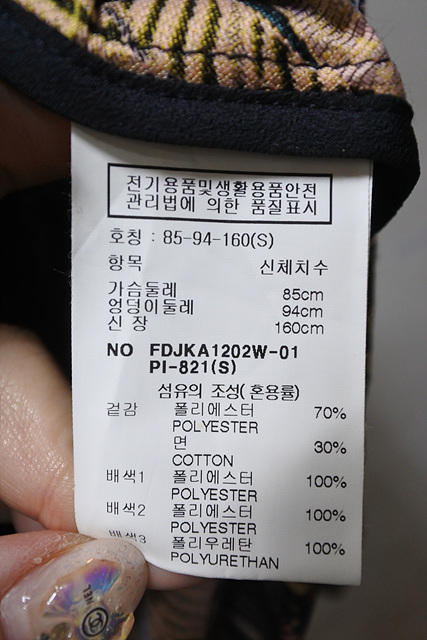 전기용품및생활용품안전
관리법에 의한 품질표시
호칭 : 85-94-160(S)
항목 신체치수
가슴둘레 85cm
엉덩이둘레 94cm
신 장 160cm
NO FDJKA1202W-01
PI-821(S)
섬유의 조성(혼용률)
겉감 폴리에스터 70%
POLYESTER
면 30%
COTTON
배색1 폴리에스터 100%
POLYESTER
배색2 폴리에스터 100%
POLYESTER
배색3 폴리우레탄 100%
POLYURETHAN